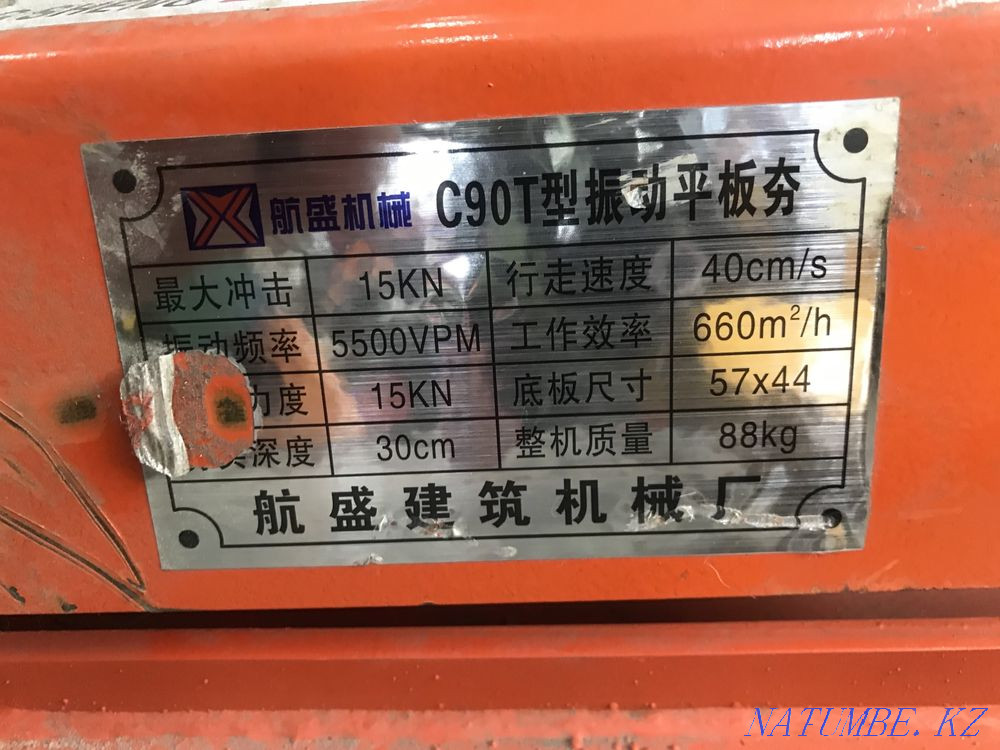 航盛机械 C90T型振动平板夯
最大冲击 15KN 行走速度 40cm/s
振动频率 5500VPM 工作效率 660m²/h
力度 15KN 底板尺寸 57x44
深度 30cm 整机质量 88kg
航盛建筑机械厂
NATUMBE.KZ